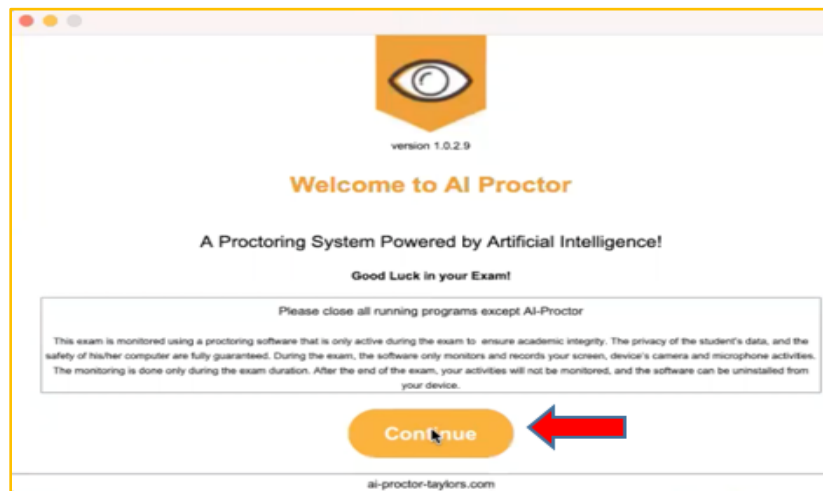 version 1.0.2.9
Welcome to AI Proctor
A Proctoring System Powered by Artificial Intelligence!
Good Luck in your Exam!
Please close all running programs except AI-Proctor
This exam is monitored using a proctoring software that is only active during the exam to ensure academic integrity. The privacy of the student's data, and the
safety of his/her computer are fully guaranteed. During the exam, the software only monitors and records your screen, device's camera and microphone activities.
The monitoring is done only during the exam duration. After the end of the exam, your activities will not be monitored, and the software can be uninstalled from
your device.
Continue
ai-proctor-taylors.com